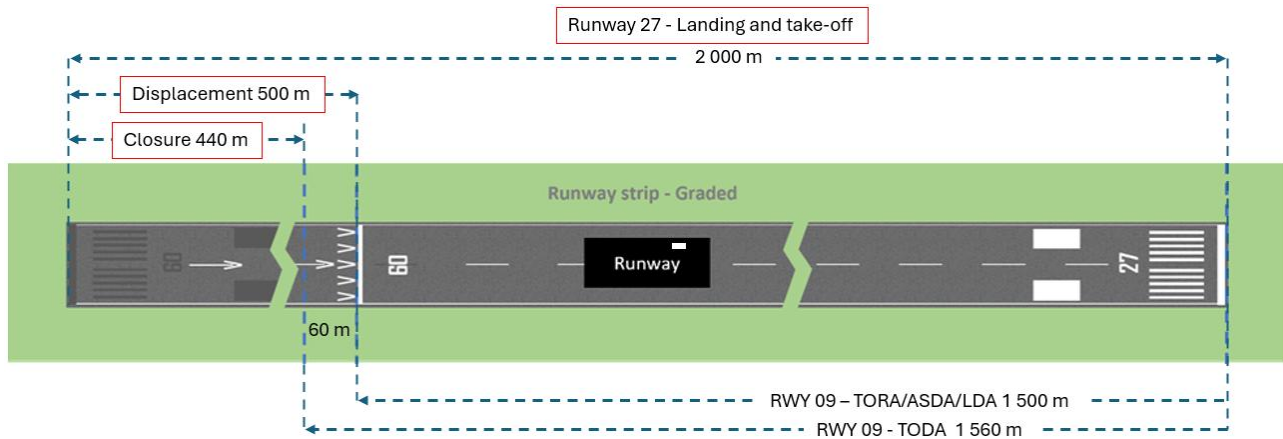 Runway 27 - Landing and take-off
2 000 m
Displacement 500 m
Closure 440 m
Runway strip - Graded
09
09
Runway
27
60 m
RWY 09 – TORA/ASDA/LDA 1 500 m
RWY 09 - TODA 1 560 m